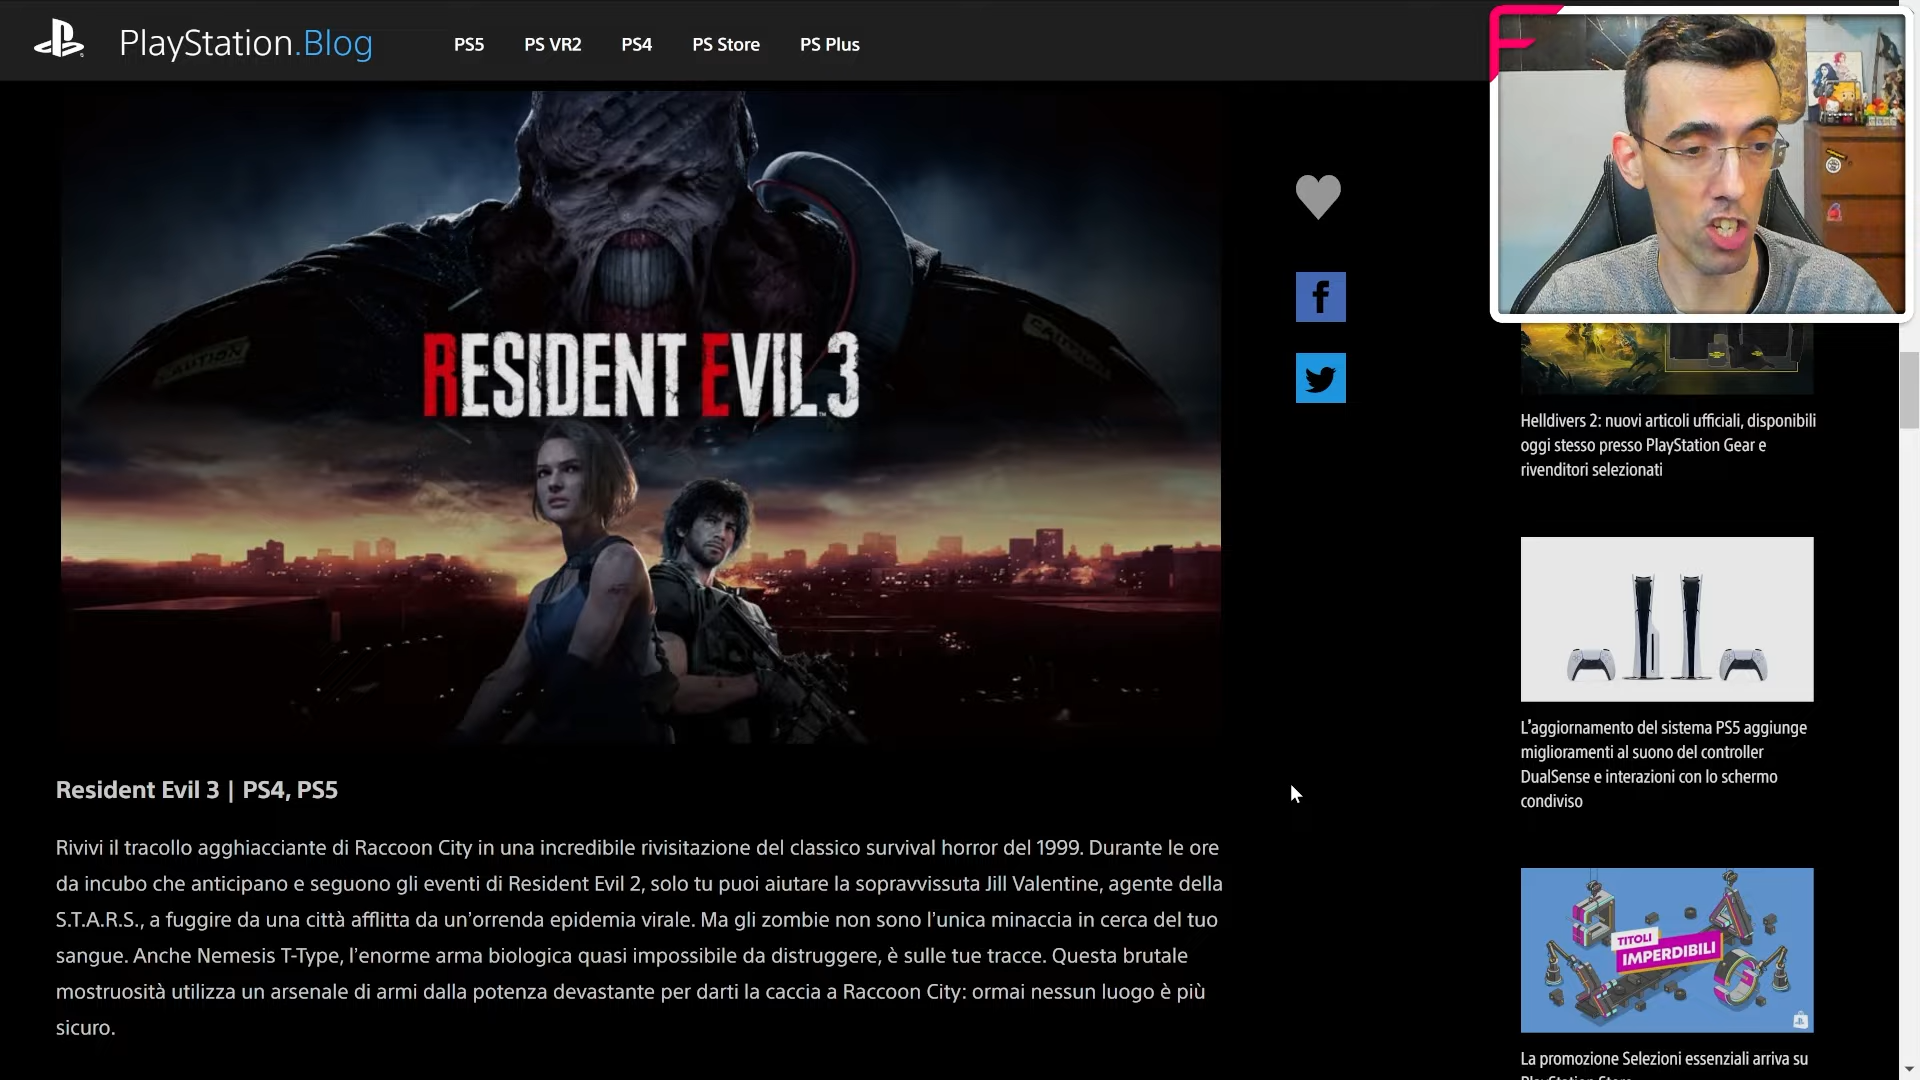 PlayStation.Blog
PS5
PS VR2
PS4
PS Store
PS Plus
CAUTION
RESIDENT EVIL 3
Helldivers 2: nuovi articoli ufficiali, disponibili
oggi stesso presso PlayStation Gear e
rivenditori selezionati
L'aggiornamento del sistema PS5 aggiunge
miglioramenti al suono del controller
DualSense e interazioni con lo schermo
condiviso
TITOLI
IMPERDIBILI
La promozione Selezioni essenziali arriva su
Resident Evil 3 | PS4, PS5
Rivivi il tracollo agghiacciante di Raccoon City in una incredibile rivisitazione del classico survival horror del 1999. Durante le ore
da incubo che anticipano e seguono gli eventi di Resident Evil 2, solo tu puoi aiutare la sopravvissuta Jill Valentine, agente della
S.T.A.R.S., a fuggire da una città afflitta da un'orrenda epidemia virale. Ma gli zombie non sono l'unica minaccia in cerca del tuo
sangue. Anche Nemesis T-Type, l'enorme arma biologica quasi impossibile da distruggere, è sulle tue tracce. Questa brutale
mostruosità utilizza un arsenale di armi dalla potenza devastante per darti la caccia a Raccoon City: ormai nessun luogo è più
sicuro.